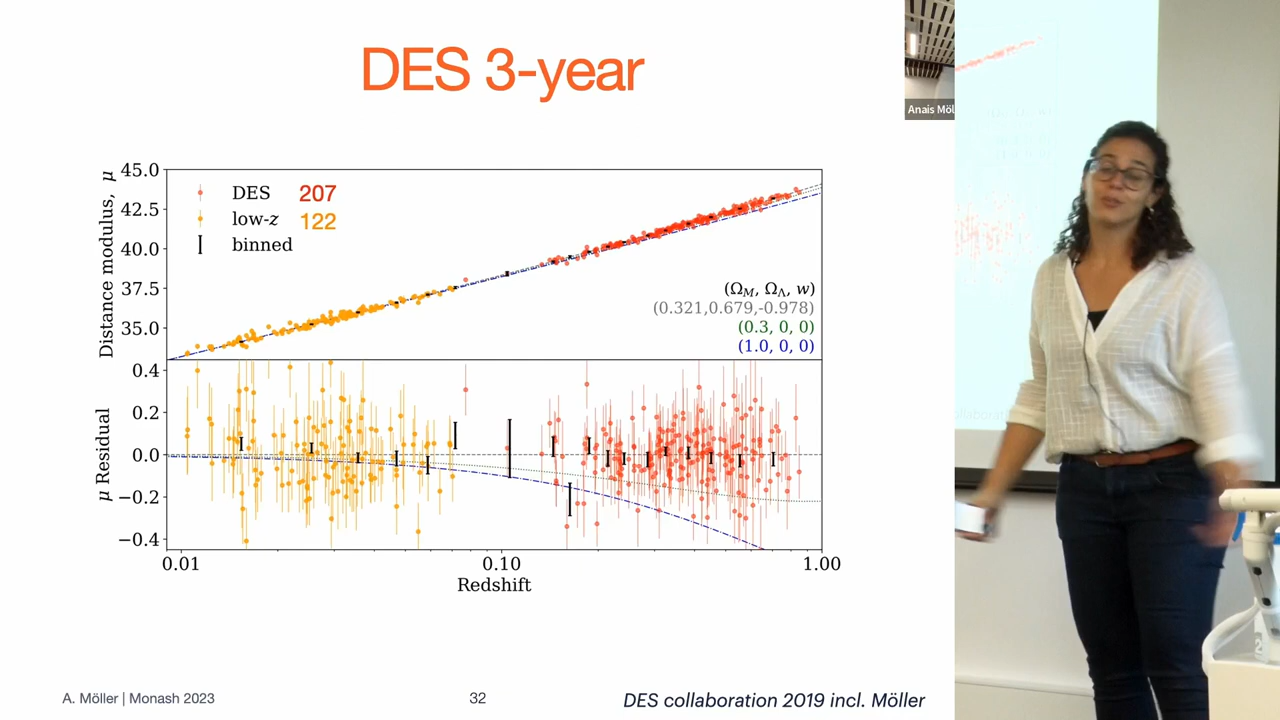 DES 3-year
Anais Möl
45.0
42.5
40.0
37.5
35.0
Distance modulus, μ
DES 207
low-z 122
binned
(Ω_M, Ω_Λ, w)
(0.321,0.679,-0.978)
(0.3, 0, 0)
(1.0, 0, 0)
0.4
0.2
0.0
−0.2
−0.4
μ Residual
0.01 0.10 1.00
Redshift
A. Möller | Monash 2023
32
DES collaboration 2019 incl. Möller